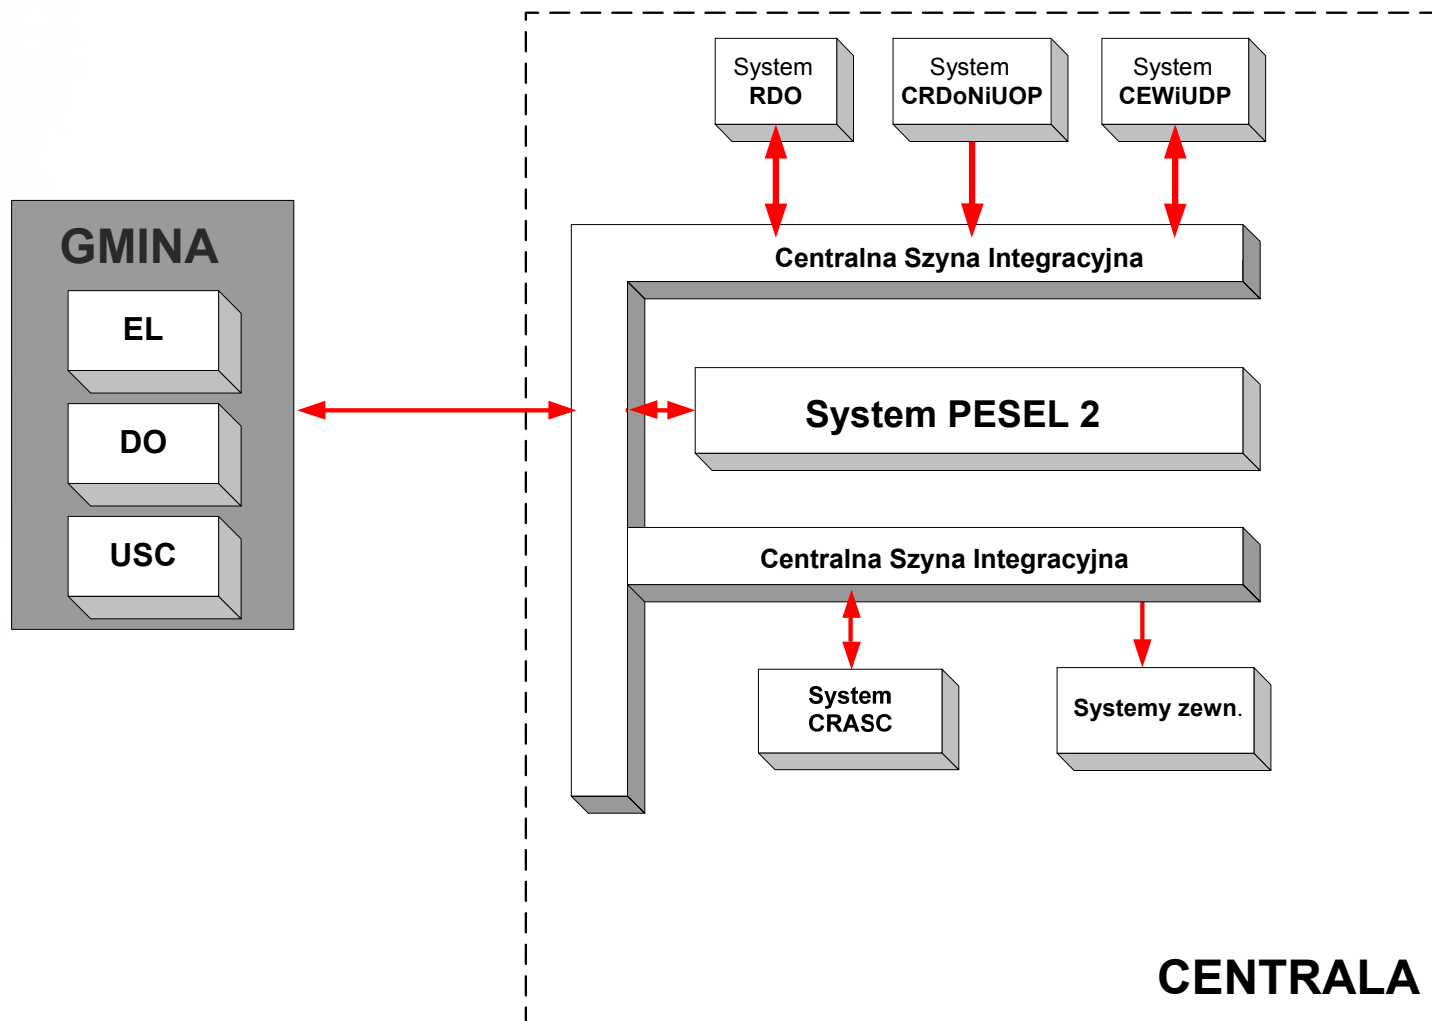 System
RDO
System
CRDoNiUOP
System
CEWiUDP
GMINA
EL
DO
USC
Centralna Szyna Integracyjna
System PESEL 2
Centralna Szyna Integracyjna
System
CRASC
Systemy zewn.
CENTRALA